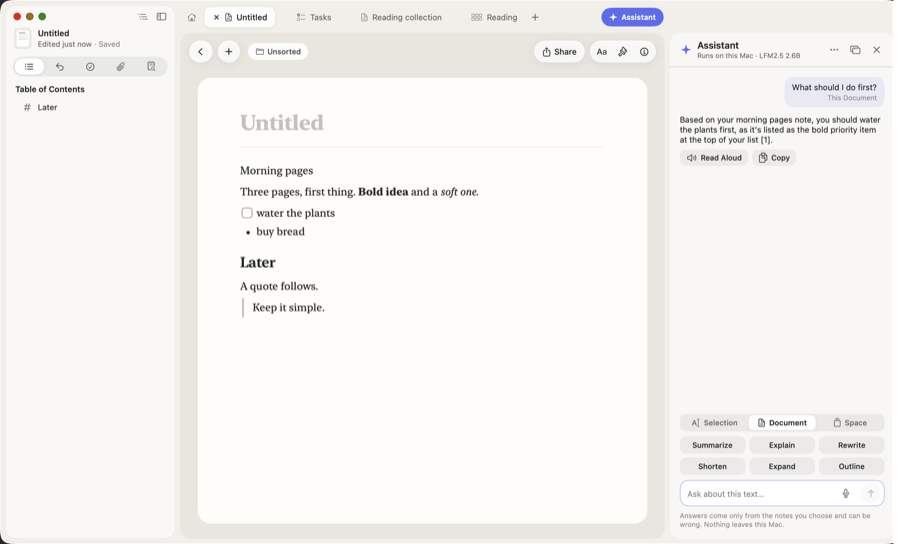 Untitled
Edited just now · Saved
Table of Contents
# Later
Untitled
Tasks
Reading collection
Reading
Assistant
Unsorted
Share
Aa
Untitled
Morning pages
Three pages, first thing. Bold idea and a soft one.
water the plants
• buy bread
Later
A quote follows.
Keep it simple.
Assistant
Runs on this Mac · LFM2.5 2.6B
What should I do first?
This Document
Based on your morning pages note, you should water
the plants first, as it's listed as the bold priority item
at the top of your list [1].
Read Aloud
Copy
Selection
Document
Space
Summarize
Explain
Rewrite
Shorten
Expand
Outline
Ask about this text...
Answers come only from the notes you choose and can be
wrong. Nothing leaves this Mac.